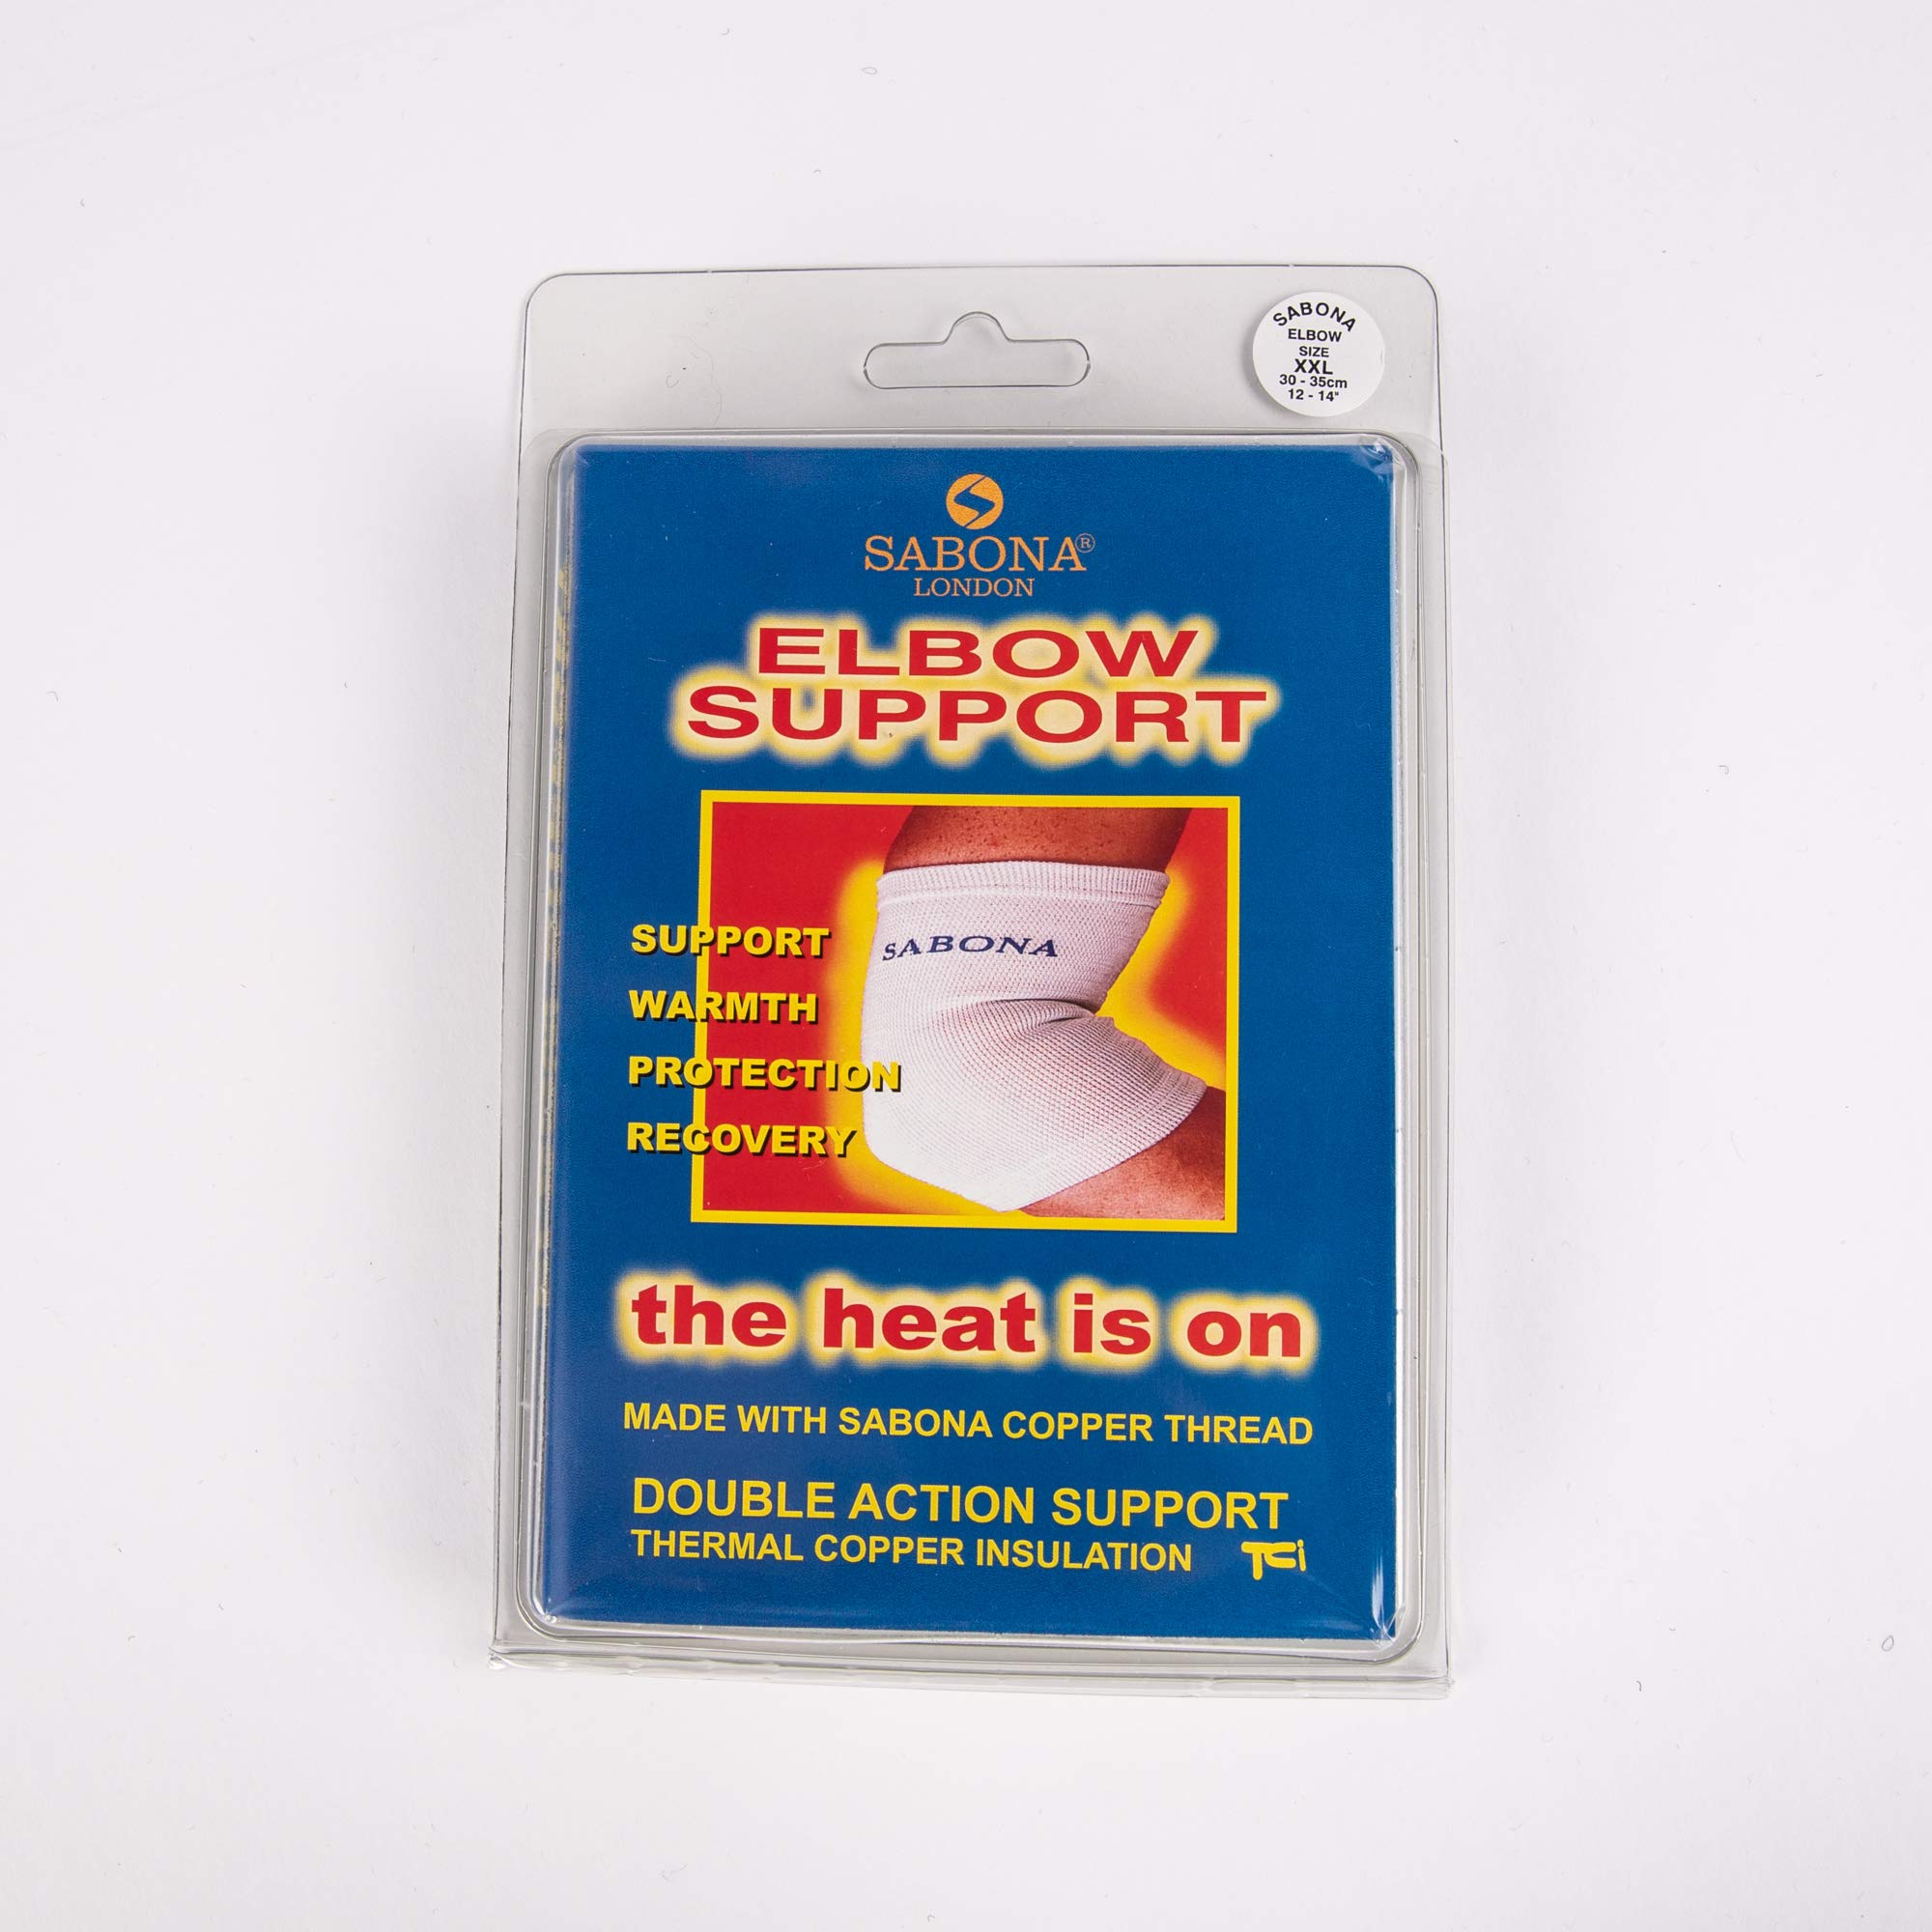 SABONA
ELBOW
SIZE
XXL
30 - 35cm
12 - 14"
SABONA®
LONDON
ELBOW
SUPPORT
SABONA
SUPPORT
WARMTH
PROTECTION
RECOVERY
the heat is on
MADE WITH SABONA COPPER THREAD
DOUBLE ACTION SUPPORT
THERMAL COPPER INSULATION
TCi